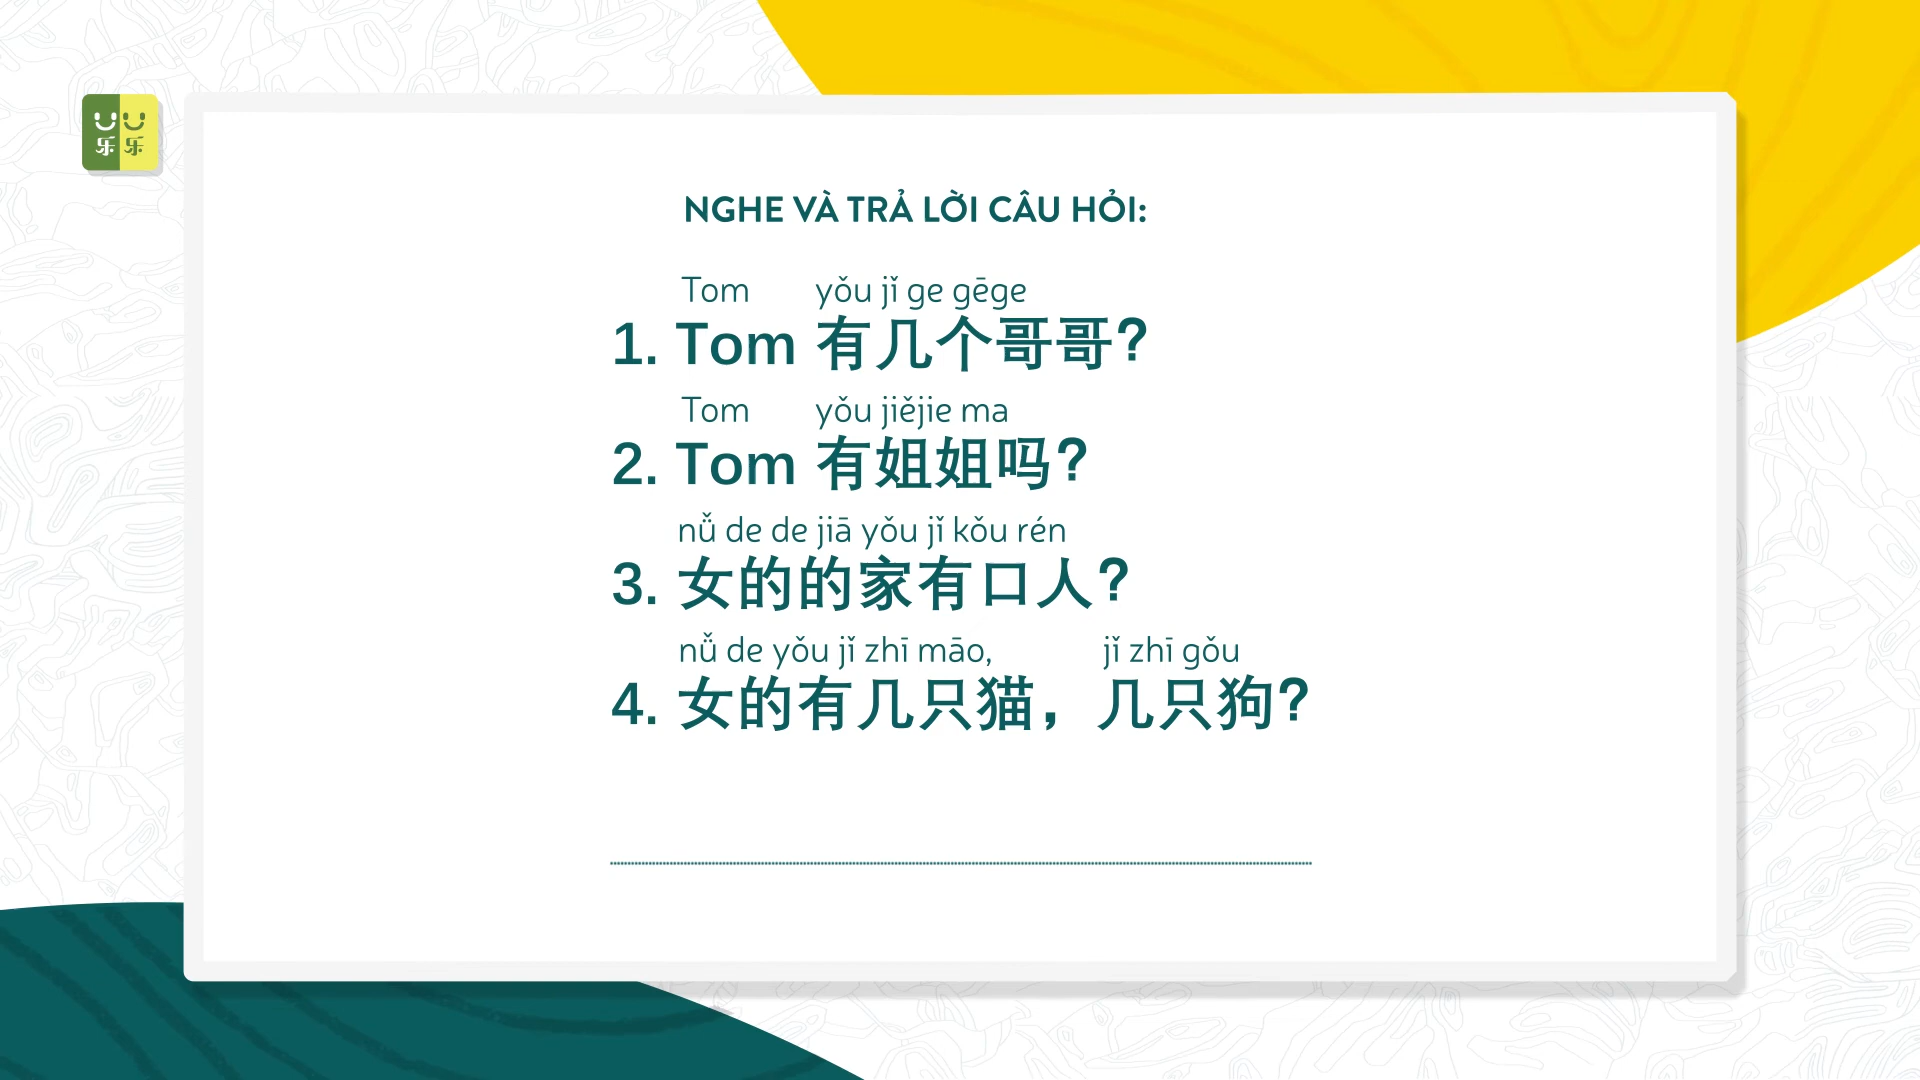 乐乐
NGHE VÀ TRẢ LỜI CÂU HỎI:
Tom yǒu jǐ ge gēge
1. Tom 有几个哥哥?
Tom yǒu jiějie ma
2. Tom 有姐姐吗?
nǚ de de jiā yǒu jǐ kǒu rén
3. 女的的家有口人?
nǚ de yǒu jǐ zhī māo, jǐ zhī gǒu
4. 女的有几只猫，几只狗?